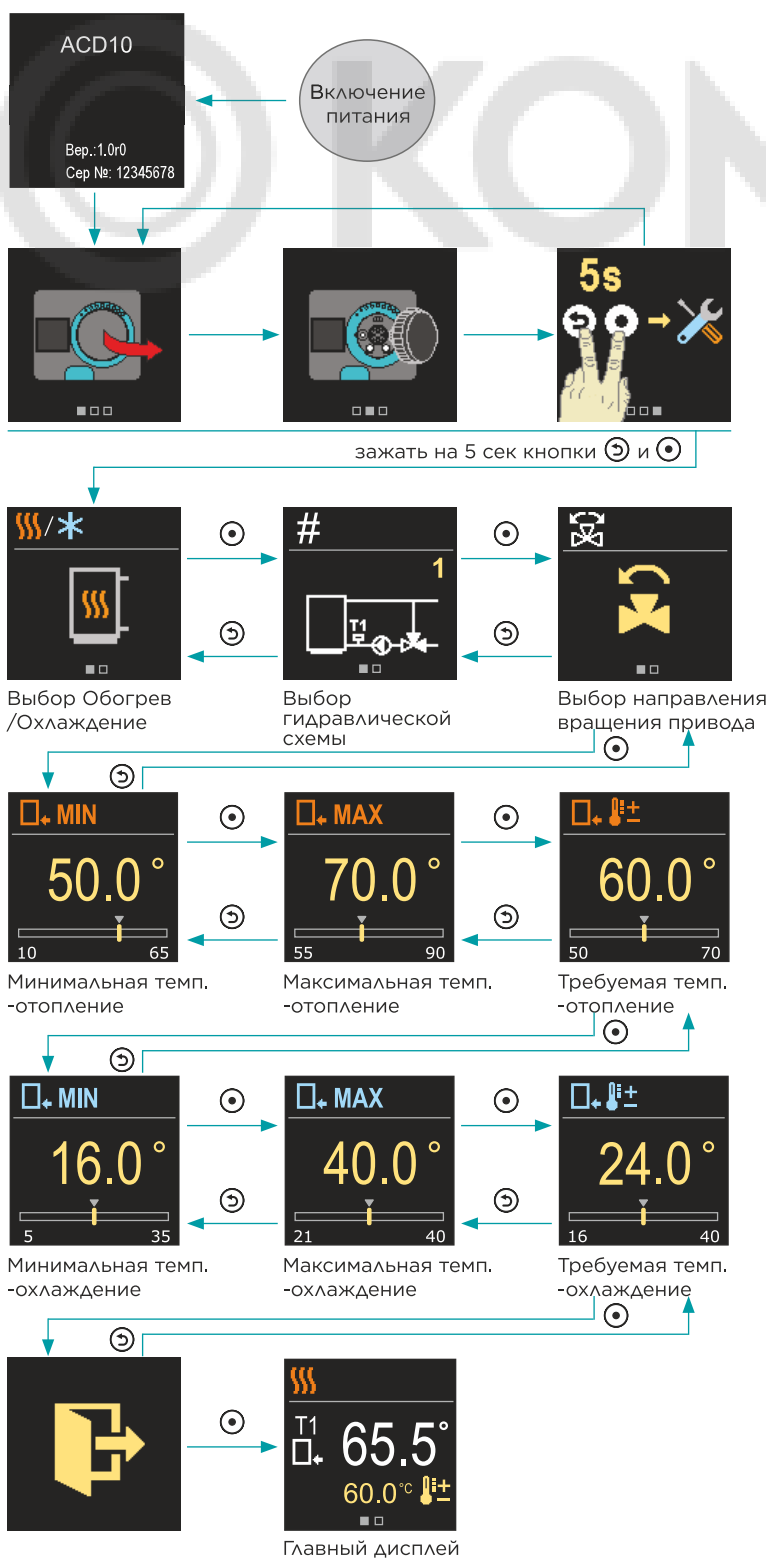 KON
ACD10
Включение
питания
Вер.:1.0r0
Сер №: 12345678
5s
зажать на 5 сек кнопки и
/
#
1
T1
Выбор Обогрев
/Охлаждение
Выбор
гидравлической
схемы
Выбор направления
вращения привода
MIN
MAX
50.0°
70.0°
60.0°
10 65
55 90
50 70
Минимальная темп.
-отопление
Максимальная темп.
-отопление
Требуемая темп.
-отопление
MIN
MAX
16.0°
40.0°
24.0°
5 35
21 40
16 40
Минимальная темп.
-охлаждение
Максимальная темп.
-охлаждение
Требуемая темп.
-охлаждение
T1
65.5°
60.0°C
Главный дисплей